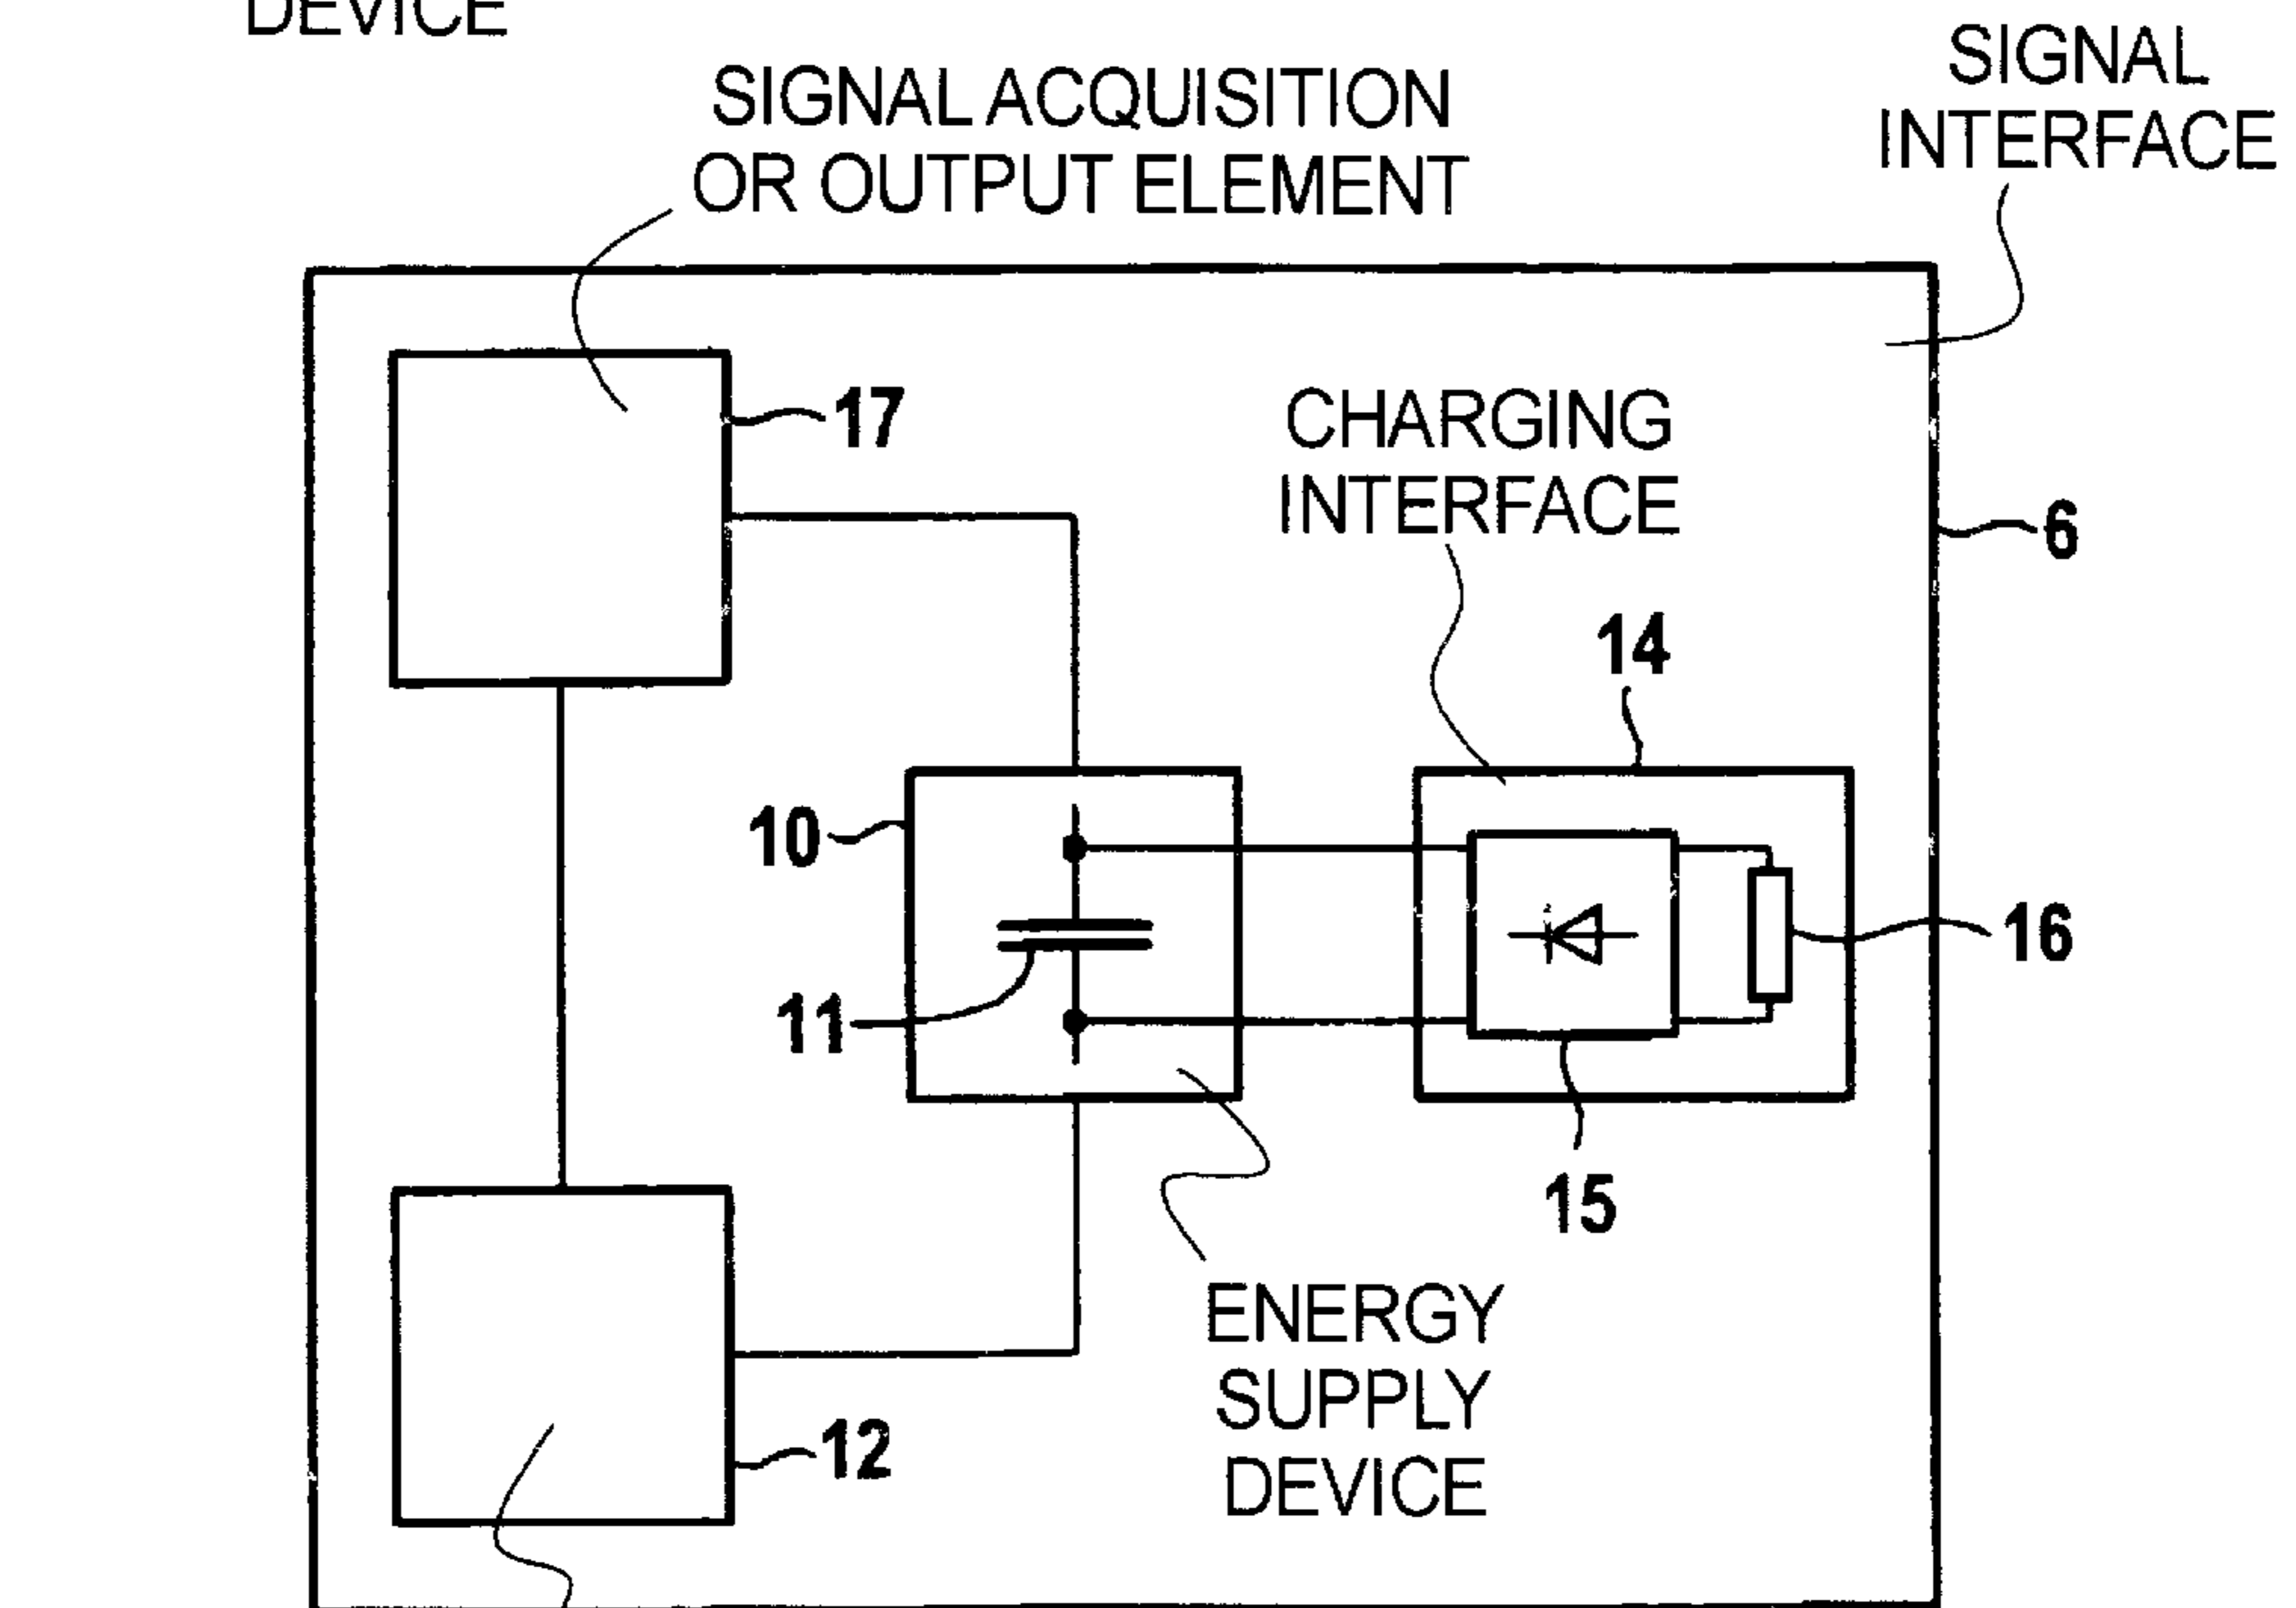 DEVICE
SIGNAL
INTERFACE
SIGNAL ACQUISITION
OR OUTPUT ELEMENT
17
CHARGING
INTERFACE
6
14
10
16
11
15
ENERGY
SUPPLY
DEVICE
12